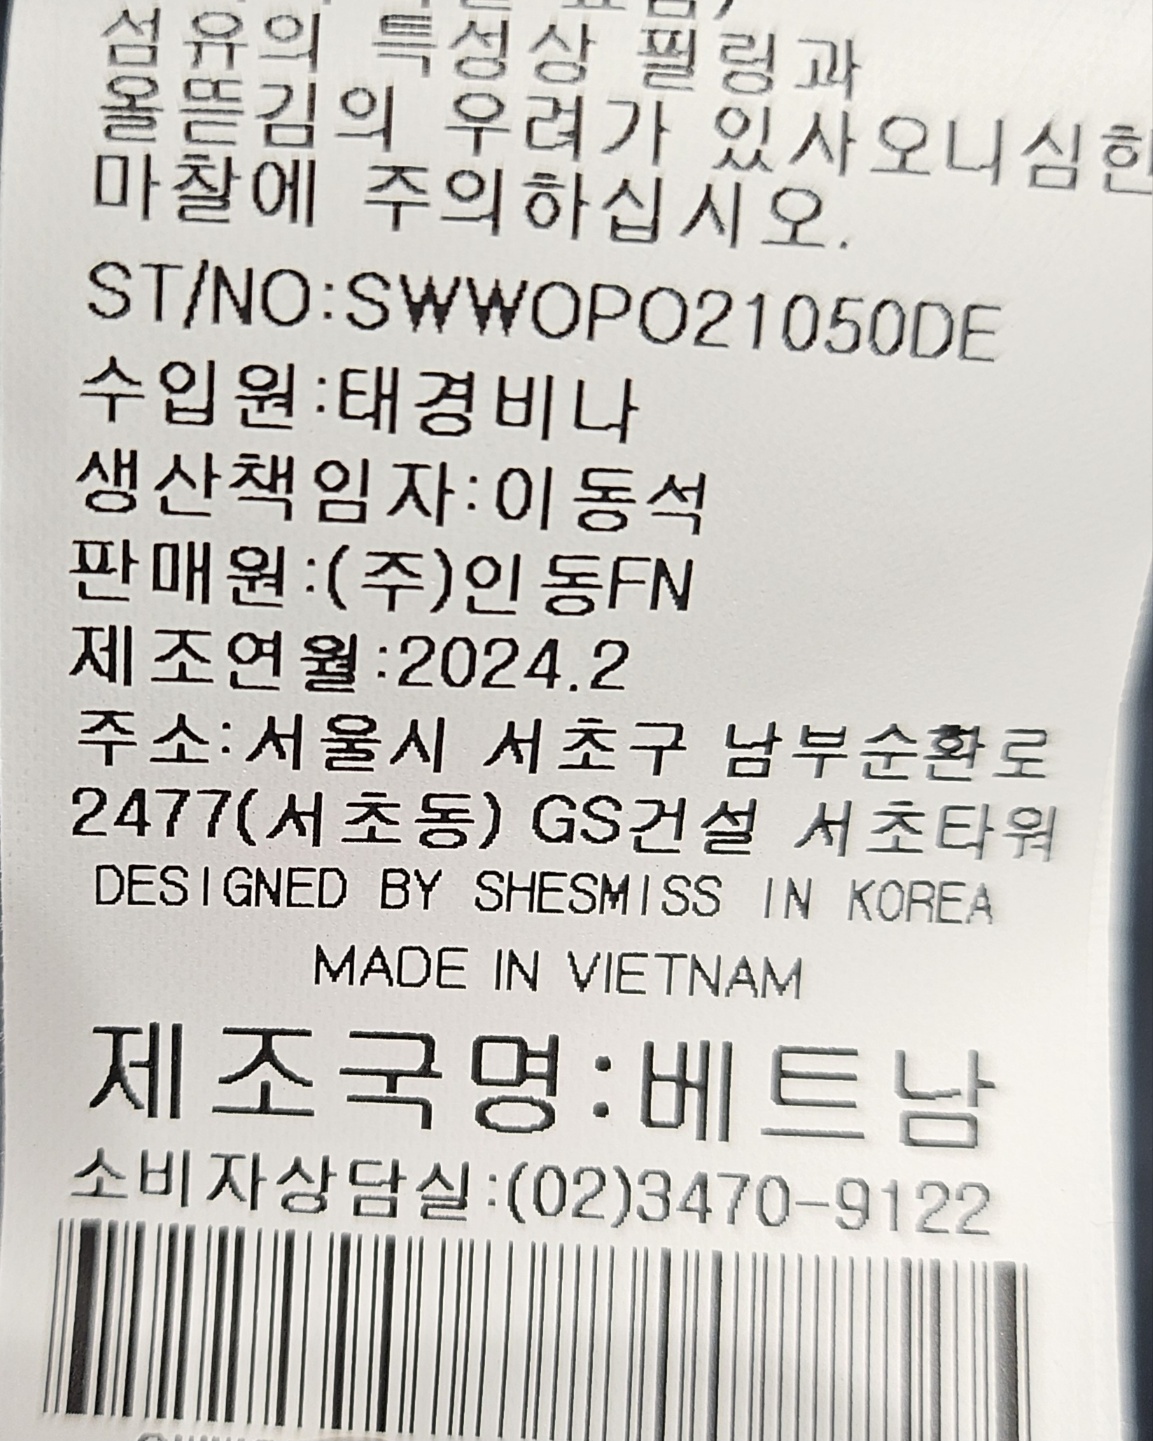 섬유의 특성상 필링과
올뜯김의 우려가 있사오니심한
마찰에 주의하십시오.
ST/NO:SWWOPO21050DE
수입원:태경비나
생산책임자:이동석
판매원:(주)인동FN
제조연월:2024.2
주소:서울시 서초구 남부순환로
2477(서초동) GS건설 서초타워
DESIGNED BY SHESMISS IN KOREA
MADE IN VIETNAM
제조국명:베트남
소비자상담실:(02)3470-9122